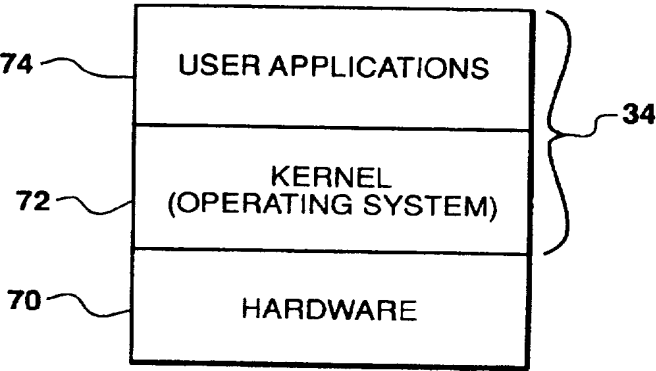 74
USER APPLICATIONS
34
KERNEL
72
(OPERATING SYSTEM)
70
HARDWARE